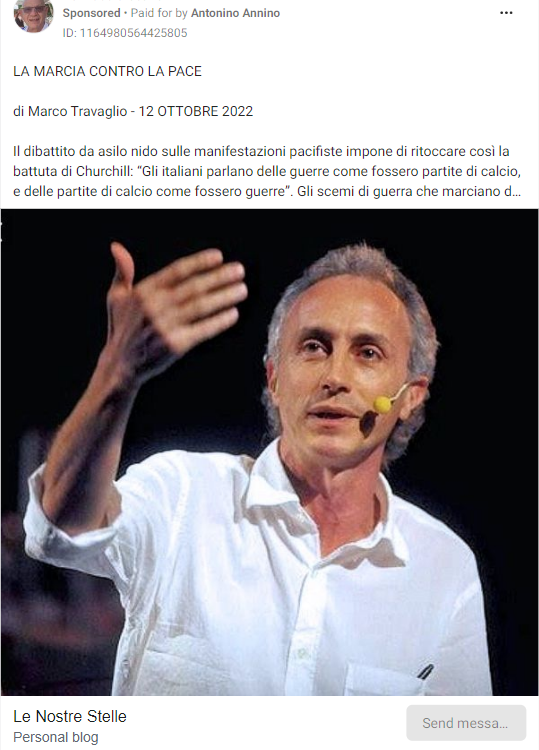 Sponsored • Paid for by Antonino Annino
ID: 1164980564425805
LA MARCIA CONTRO LA PACE
di Marco Travaglio - 12 OTTOBRE 2022
Il dibattito da asilo nido sulle manifestazioni pacifiste impone di ritoccare così la
battuta di Churchill: “Gli italiani parlano delle guerre come fossero partite di calcio,
e delle partite di calcio come fossero guerre”. Gli scemi di guerra che marciano d...
Le Nostre Stelle
Personal blog
Send messa...